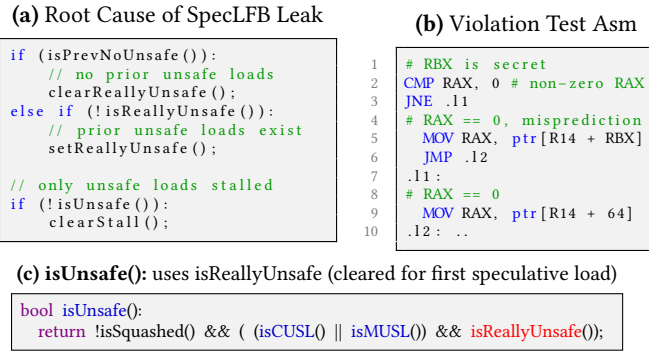 (a) Root Cause of SpecLFB Leak
if (isPrevNoUnsafe()):
// no prior unsafe loads
clearReallyUnsafe();
else if (!isReallyUnsafe()):
// prior unsafe loads exist
setReallyUnsafe();
// only unsafe loads stalled
if (!isUnsafe()):
clearStall();
(b) Violation Test Asm
1 # RBX is secret
2 CMP RAX, 0 # non-zero RAX
3 JNE .l1
4 # RAX == 0, misprediction
5 MOV RAX, ptr[R14 + RBX]
6 JMP .l2
7 .l1:
8 # RAX == 0
9 MOV RAX, ptr[R14 + 64]
10 .l2: ..
(c) isUnsafe(): uses isReallyUnsafe (cleared for first speculative load)
bool isUnsafe():
return !isSquashed() && ( (isCUSL() || isMUSL()) && isReallyUnsafe());